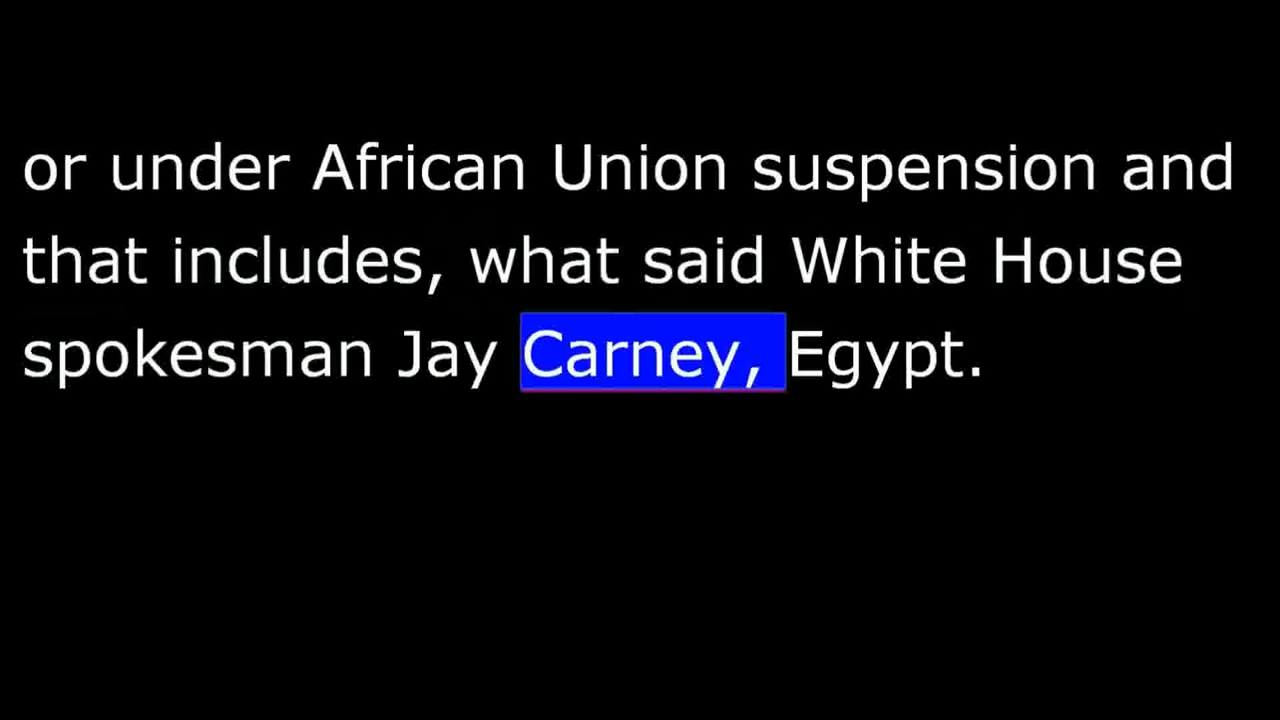 or under African Union suspension and
that includes, what said White House
spokesman Jay Carney, Egypt.